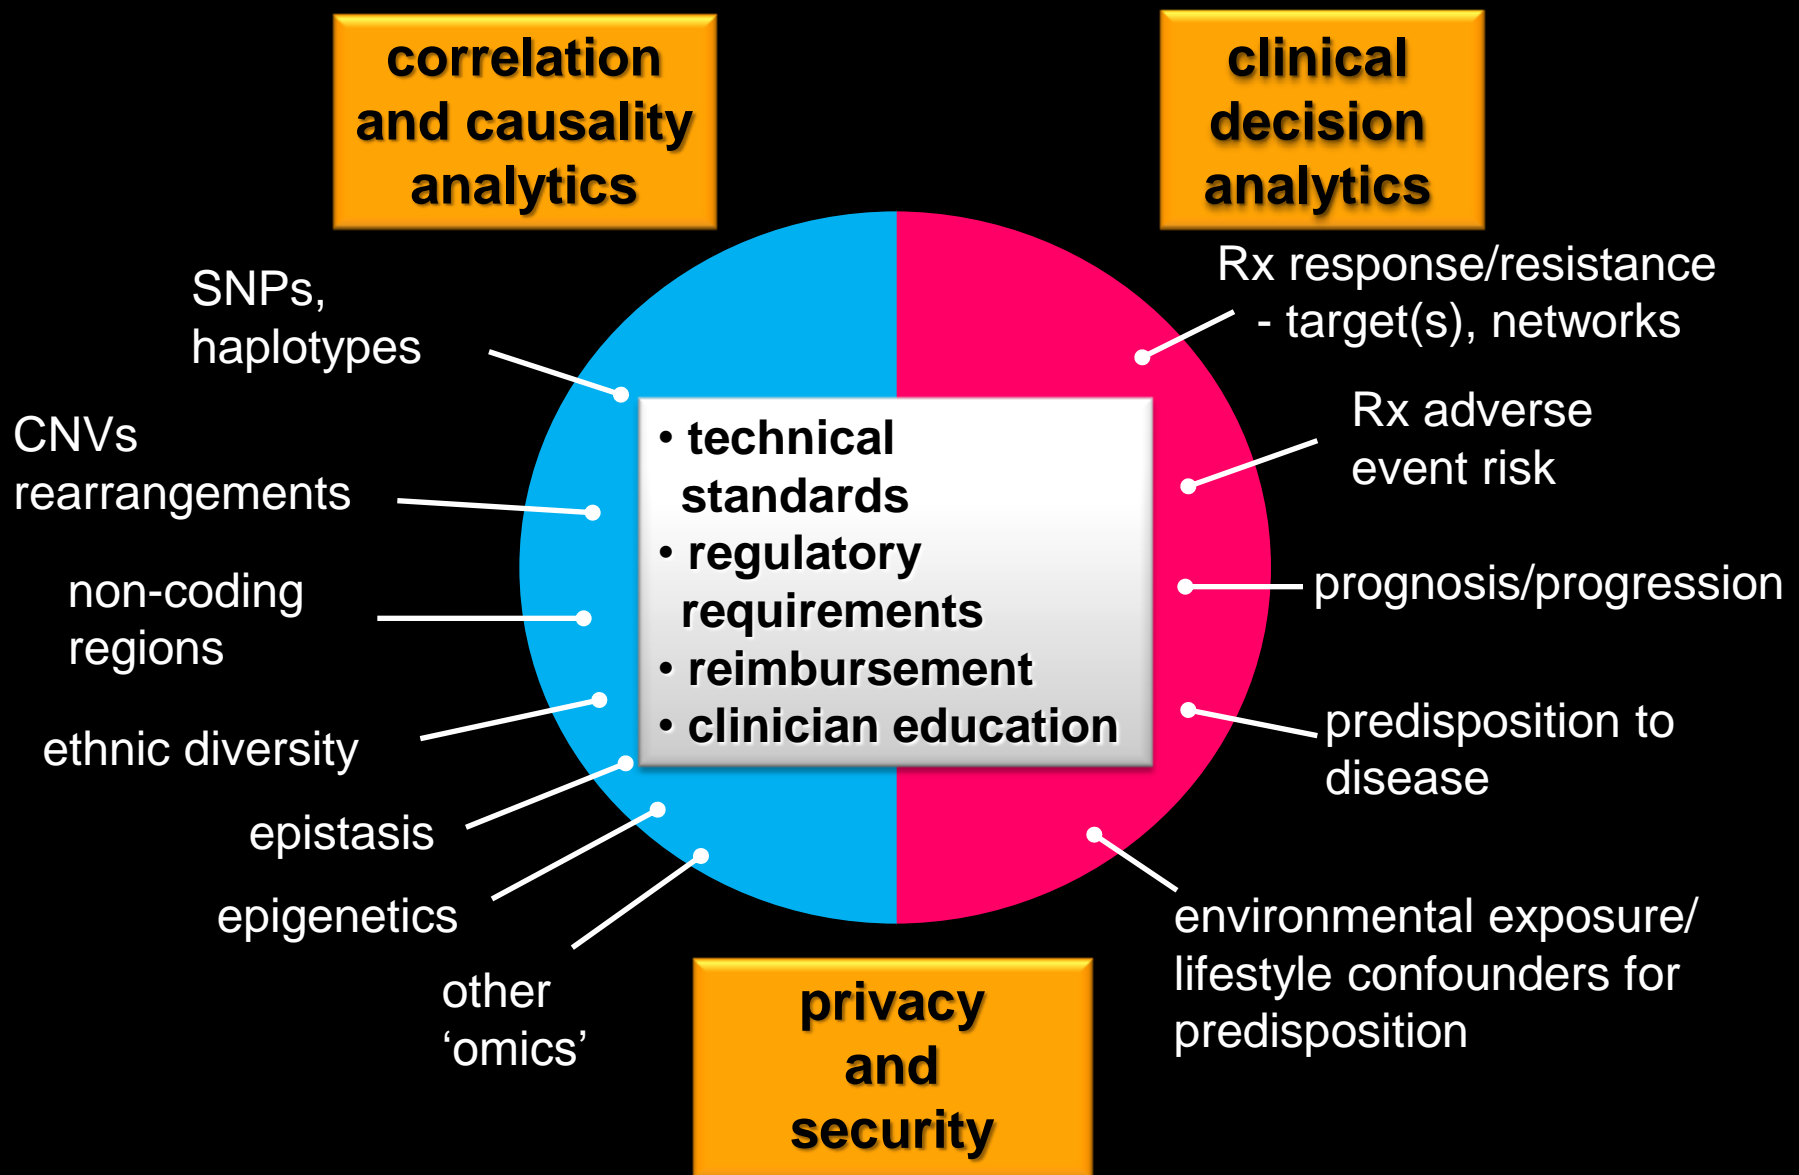 correlation
and causality
analytics
clinical
decision
analytics
SNPs,
haplotypes
CNVs
rearrangements
non-coding
regions
ethnic diversity
epistasis
epigenetics
other
‘omics’
• technical
standards
• regulatory
requirements
• reimbursement
• clinician education
Rx response/resistance
- target(s), networks
Rx adverse
event risk
prognosis/progression
predisposition to
disease
environmental exposure/
lifestyle confounders for
predisposition
privacy
and
security